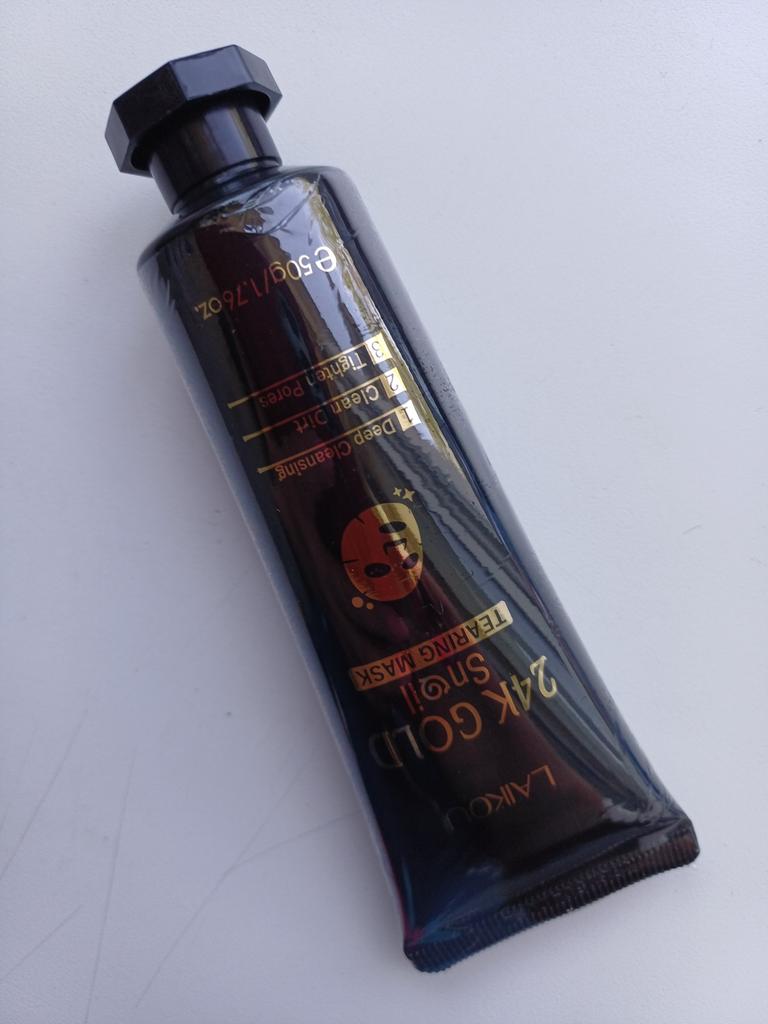 LAIKOU
24K GOLD
Snail
TEARING MASK
1 Deep Cleansing
2 Clean Dirt
3 Tighten Pores
e 50g/1.76oz.